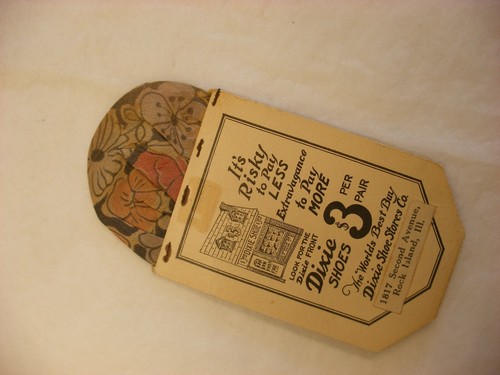 It's
Risky
to Pay
LESS
Extravagance
to Pay
MORE
LOOK FOR THE
Dixie FRONT
Dixie
SHOES
$3
PER
PAIR
The World's Best Buy
Dixie Shoe Stores Co.
1817 Second Avenue,
Rock Island, Ill.